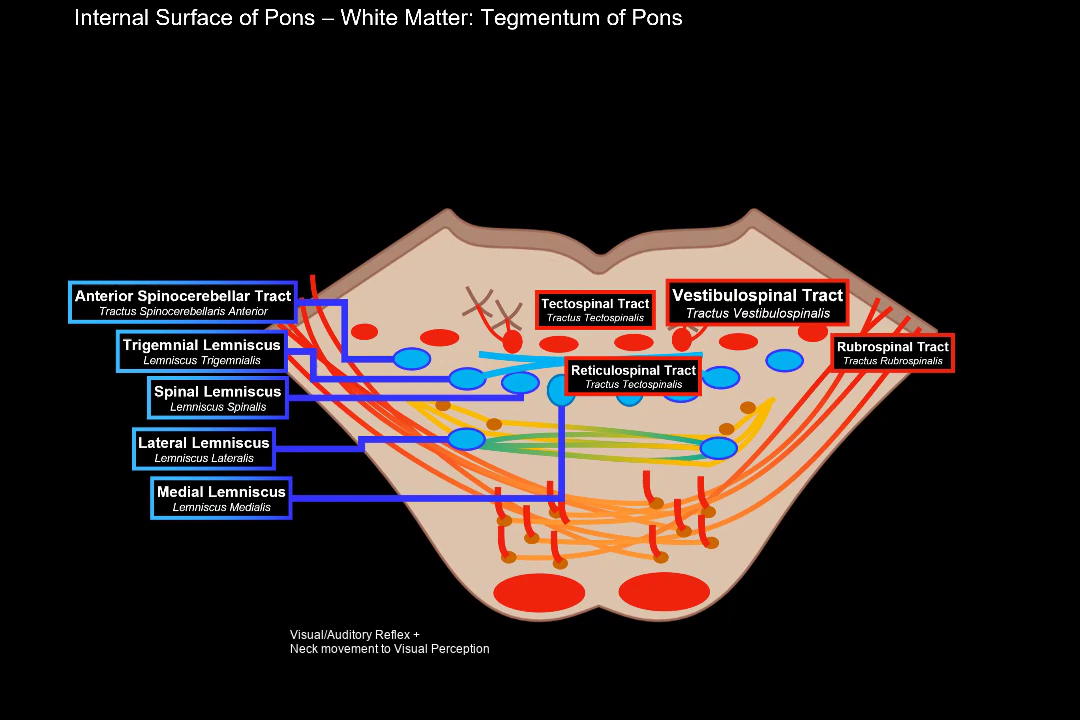 Internal Surface of Pons – White Matter: Tegmentum of Pons
Anterior Spinocerebellar Tract
Tractus Spinocerebellaris Anterior
Trigemnial Lemniscus
Lemniscus Trigemnialis
Spinal Lemniscus
Lemniscus Spinalis
Lateral Lemniscus
Lemniscus Lateralis
Medial Lemniscus
Lemniscus Medialis
Tectospinal Tract
Tractus Tectospinalis
Vestibulospinal Tract
Tractus Vestibulospinalis
Reticulospinal Tract
Tractus Tectospinalis
Rubrospinal Tract
Tractus Rubrospinalis
Visual/Auditory Reflex +
Neck movement to Visual Perception